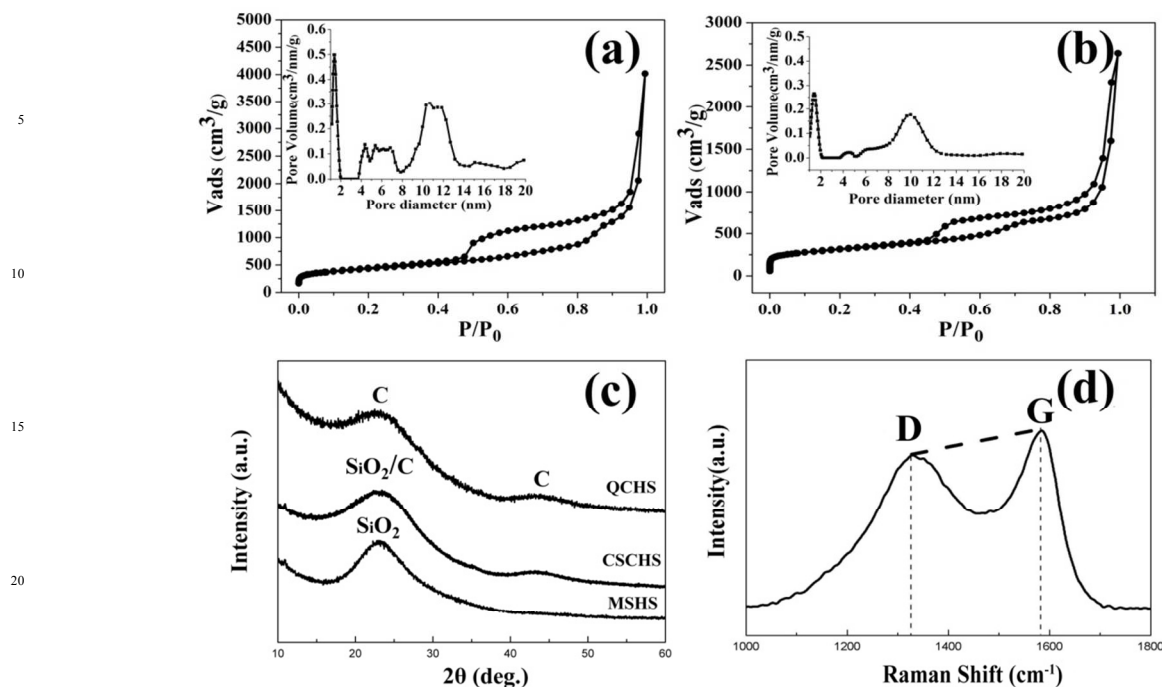 5
10
15
20
(a)
5000
4500
4000
3500
3000
2500
2000
1500
1000
500
0
Vads (cm³/g)
0.0 0.2 0.4 0.6 0.8 1.0
P/P₀
0.6
0.5
0.4
0.3
0.2
0.1
0.0
Pore Volume(cm³/nm/g)
2 4 6 8 10 12 14 16 18 20
Pore diameter (nm)
(b)
3000
2500
2000
1500
1000
500
0
Vads (cm³/g)
0.0 0.2 0.4 0.6 0.8 1.0
P/P₀
0.5
0.4
0.3
0.2
0.1
0.0
Pore Volume(cm³/nm/g)
2 4 6 8 10 12 14 16 18 20
Pore diameter (nm)
(c)
C
SiO₂/C
C
SiO₂
QCHS
CSCHS
MSHS
Intensity (a.u.)
10 20 30 40 50 60
2θ (deg.)
(d)
D
G
Intensity(a.u.)
1000 1200 1400 1600 1800
Raman Shift (cm⁻¹)